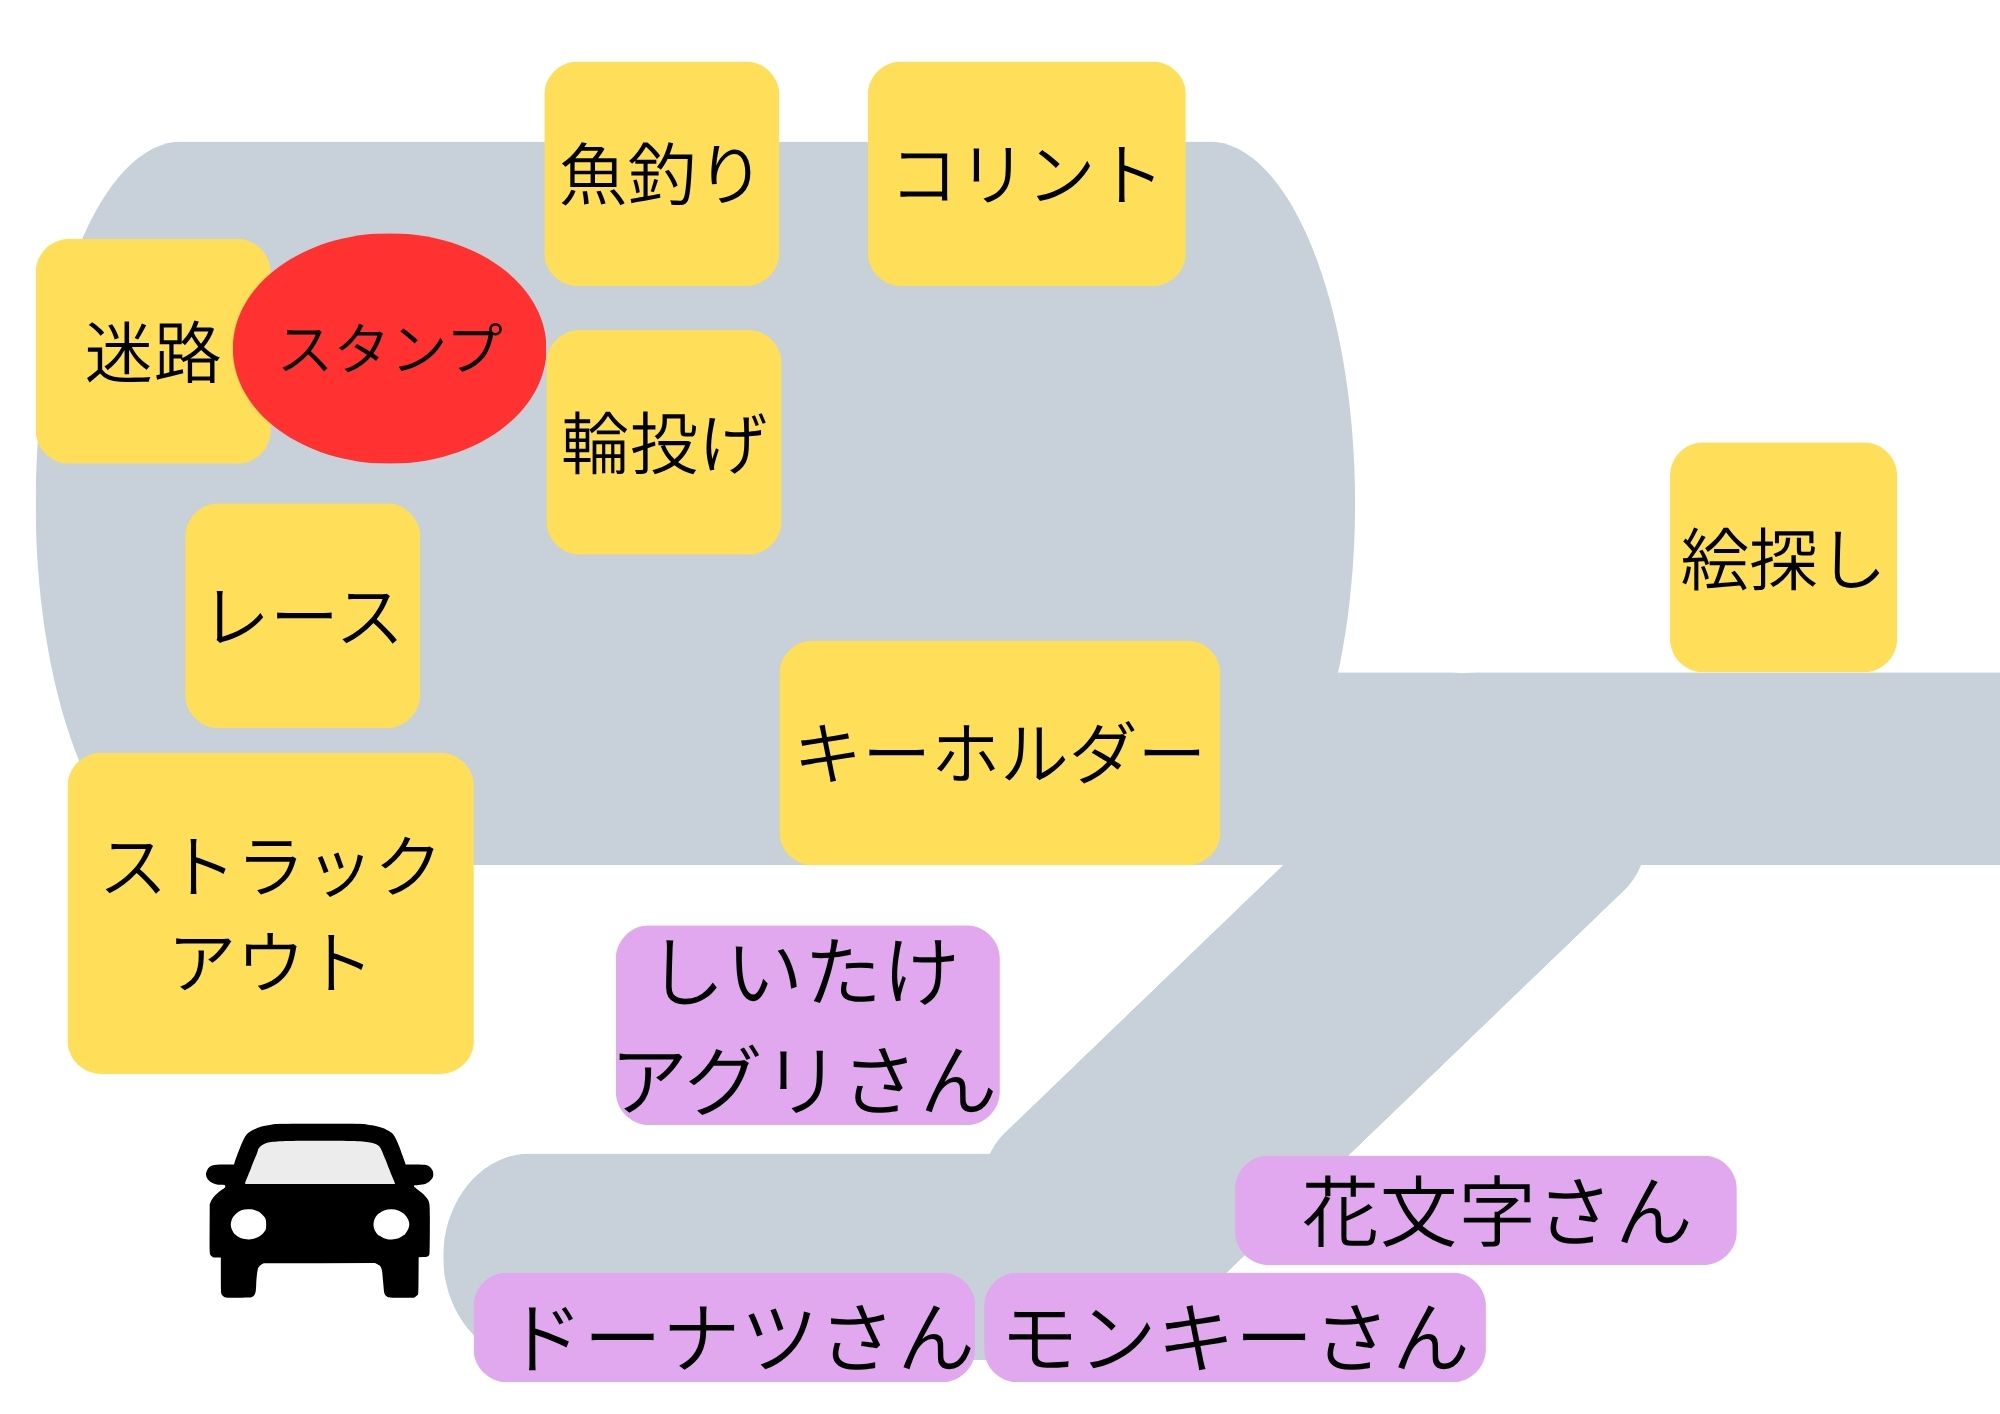 魚釣り
コリント
迷路
スタンプ
輪投げ
絵探し
レース
キーホルダー
ストラック
アウト
しいたけ
アグリさん
花文字さん
ドーナツさん
モンキーさん